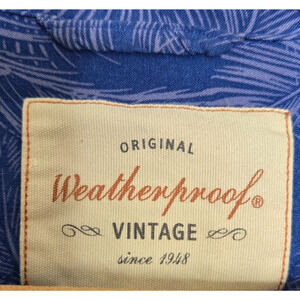 ORIGINAL
Weatherproof®
VINTAGE
since 1948